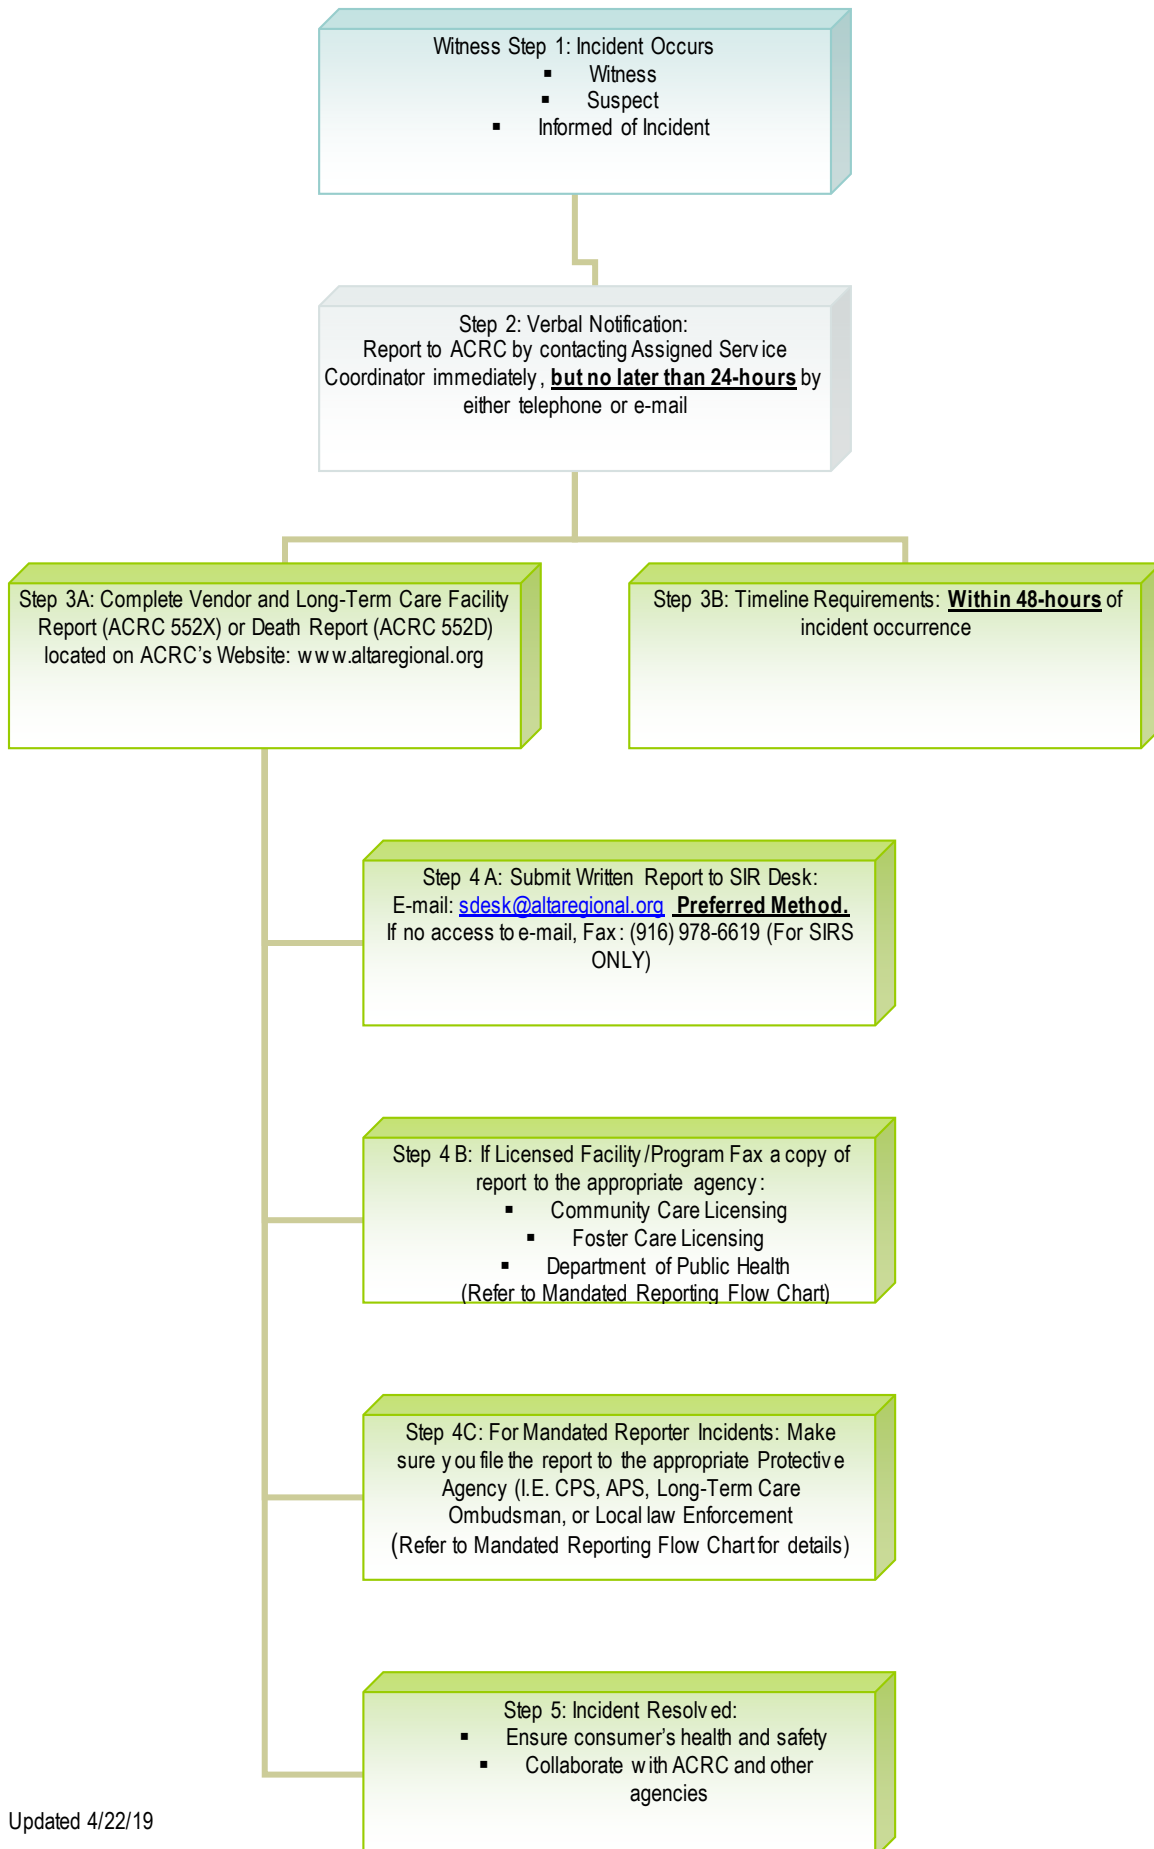 Witness Step 1: Incident Occurs
▪ Witness
▪ Suspect
▪ Informed of Incident
Step 2: Verbal Notification:
Report to ACRC by contacting Assigned Service
Coordinator immediately, but no later than 24-hours by
either telephone or e-mail
Step 3A: Complete Vendor and Long-Term Care Facility
Report (ACRC 552X) or Death Report (ACRC 552D)
located on ACRC's Website: www.altaregional.org
Step 3B: Timeline Requirements: Within 48-hours of
incident occurrence
Step 4 A: Submit Written Report to SIR Desk:
E-mail: sdesk@altaregional.org Preferred Method.
If no access to e-mail, Fax: (916) 978-6619 (For SIRS
ONLY)
Step 4 B: If Licensed Facility/Program Fax a copy of
report to the appropriate agency:
▪ Community Care Licensing
▪ Foster Care Licensing
▪ Department of Public Health
(Refer to Mandated Reporting Flow Chart)
Step 4C: For Mandated Reporter Incidents: Make
sure you file the report to the appropriate Protective
Agency (I.E. CPS, APS, Long-Term Care
Ombudsman, or Local law Enforcement
(Refer to Mandated Reporting Flow Chart for details)
Step 5: Incident Resolved:
▪ Ensure consumer's health and safety
▪ Collaborate with ACRC and other
agencies
Updated 4/22/19